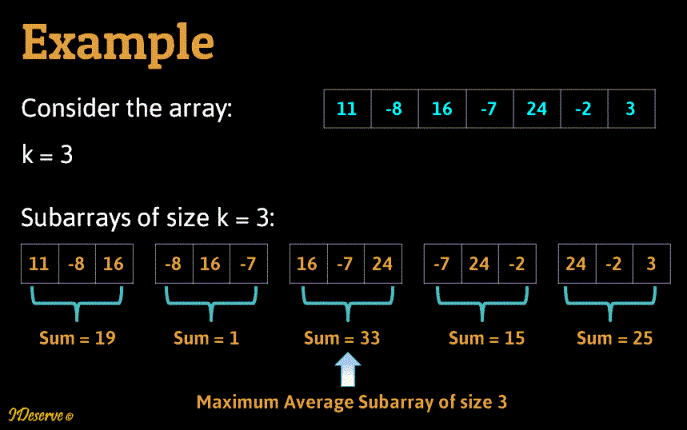 Example
Consider the array:
11 -8 16 -7 24 -2 3
k = 3
Subarrays of size k = 3:
11 -8 16 -8 16 -7 16 -7 24 -7 24 -2 24 -2 3
Sum = 19 Sum = 1 Sum = 33 Sum = 15 Sum = 25
Maximum Average Subarray of size 3
IDeserve ©